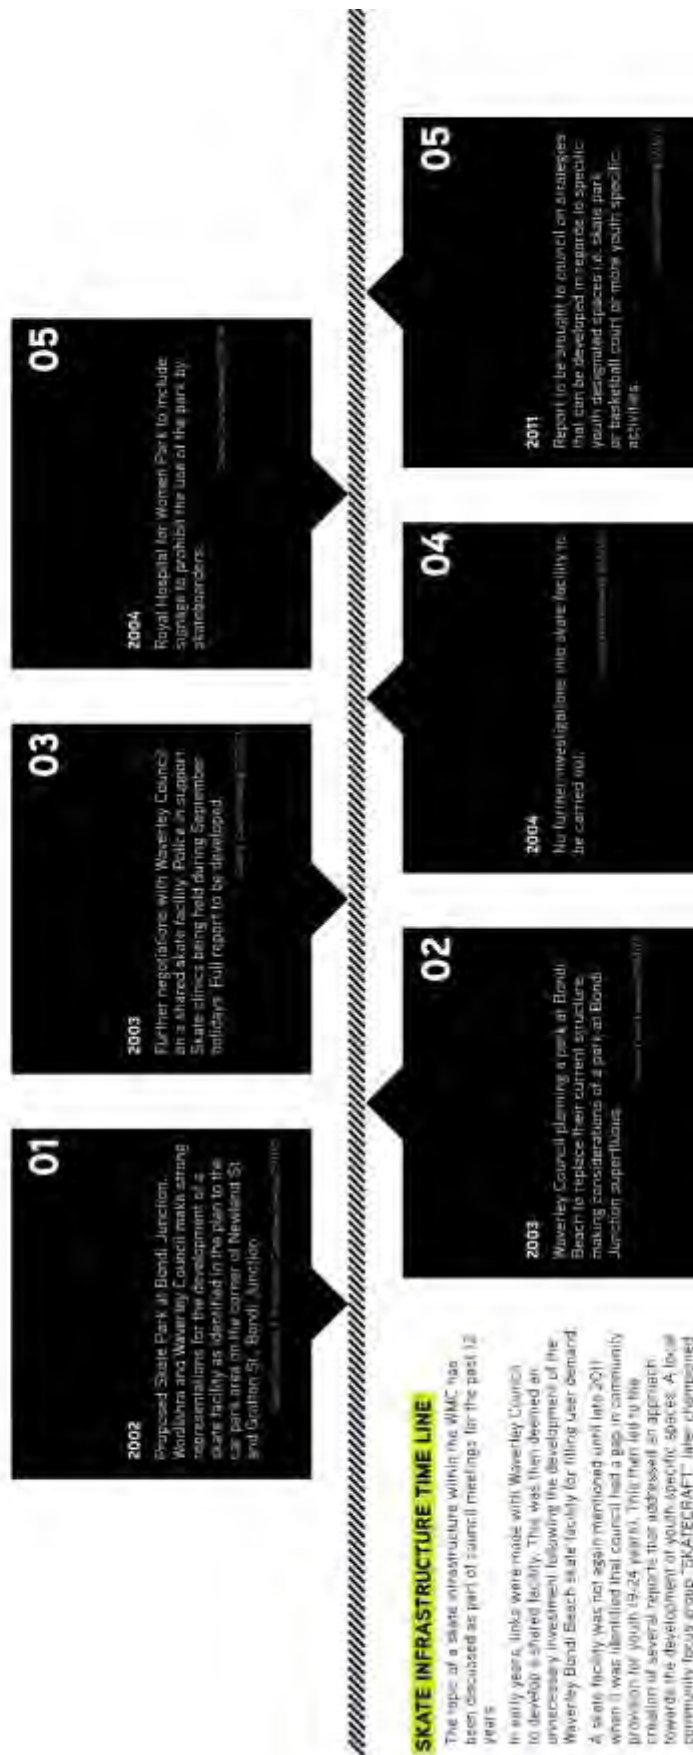 SKATE INFRASTRUCTURE TIME LINE
The topic of a skate infrastructure within the WMC has
been discussed as part of council meetings for the past 12
years.
In early years, links were made with Waverley Council
to develop a shared facility. This was then deemed an
unnecessary investment following the development of the
Waverley Bondi Beach skate facility for filling user demand.
A skate facility was not again mentioned until late 2011
when it was identified that council had a gap in community
provision for youth (9-24 years). This then led to the
creation of several reports that addressed an approach
towards the development of youth specific spaces. A local
community focus group "SKATECRAFT" later championed
01
2002
Proposed Skate Park at Bondi Junction.
Woollahra and Waverley Council make strong
representations for the development of a
skate facility as identified in the plan to the
car park area on the corner of Newland St
and Grafton St, Bondi Junction
02
2003
Waverley Council planning a park at Bondi
Beach to replace their current structure
making considerations of a park at Bondi
Junction superfluous.
03
2003
Further negotiations with Waverley Council
on a shared skate facility. Police in support.
Skate clinics being held during September
holidays. Full report to be developed.
04
2004
No further investigations into skate facility to
be carried out.
05
2004
Royal Hospital for Women Park to include
signage to prohibit the use of the park by
skateboarders.
05
2011
Report to be brought to council on strategies
that can be developed in regards to specific
youth designated spaces i.e. skate park
or basketball court or more youth specific
activities.